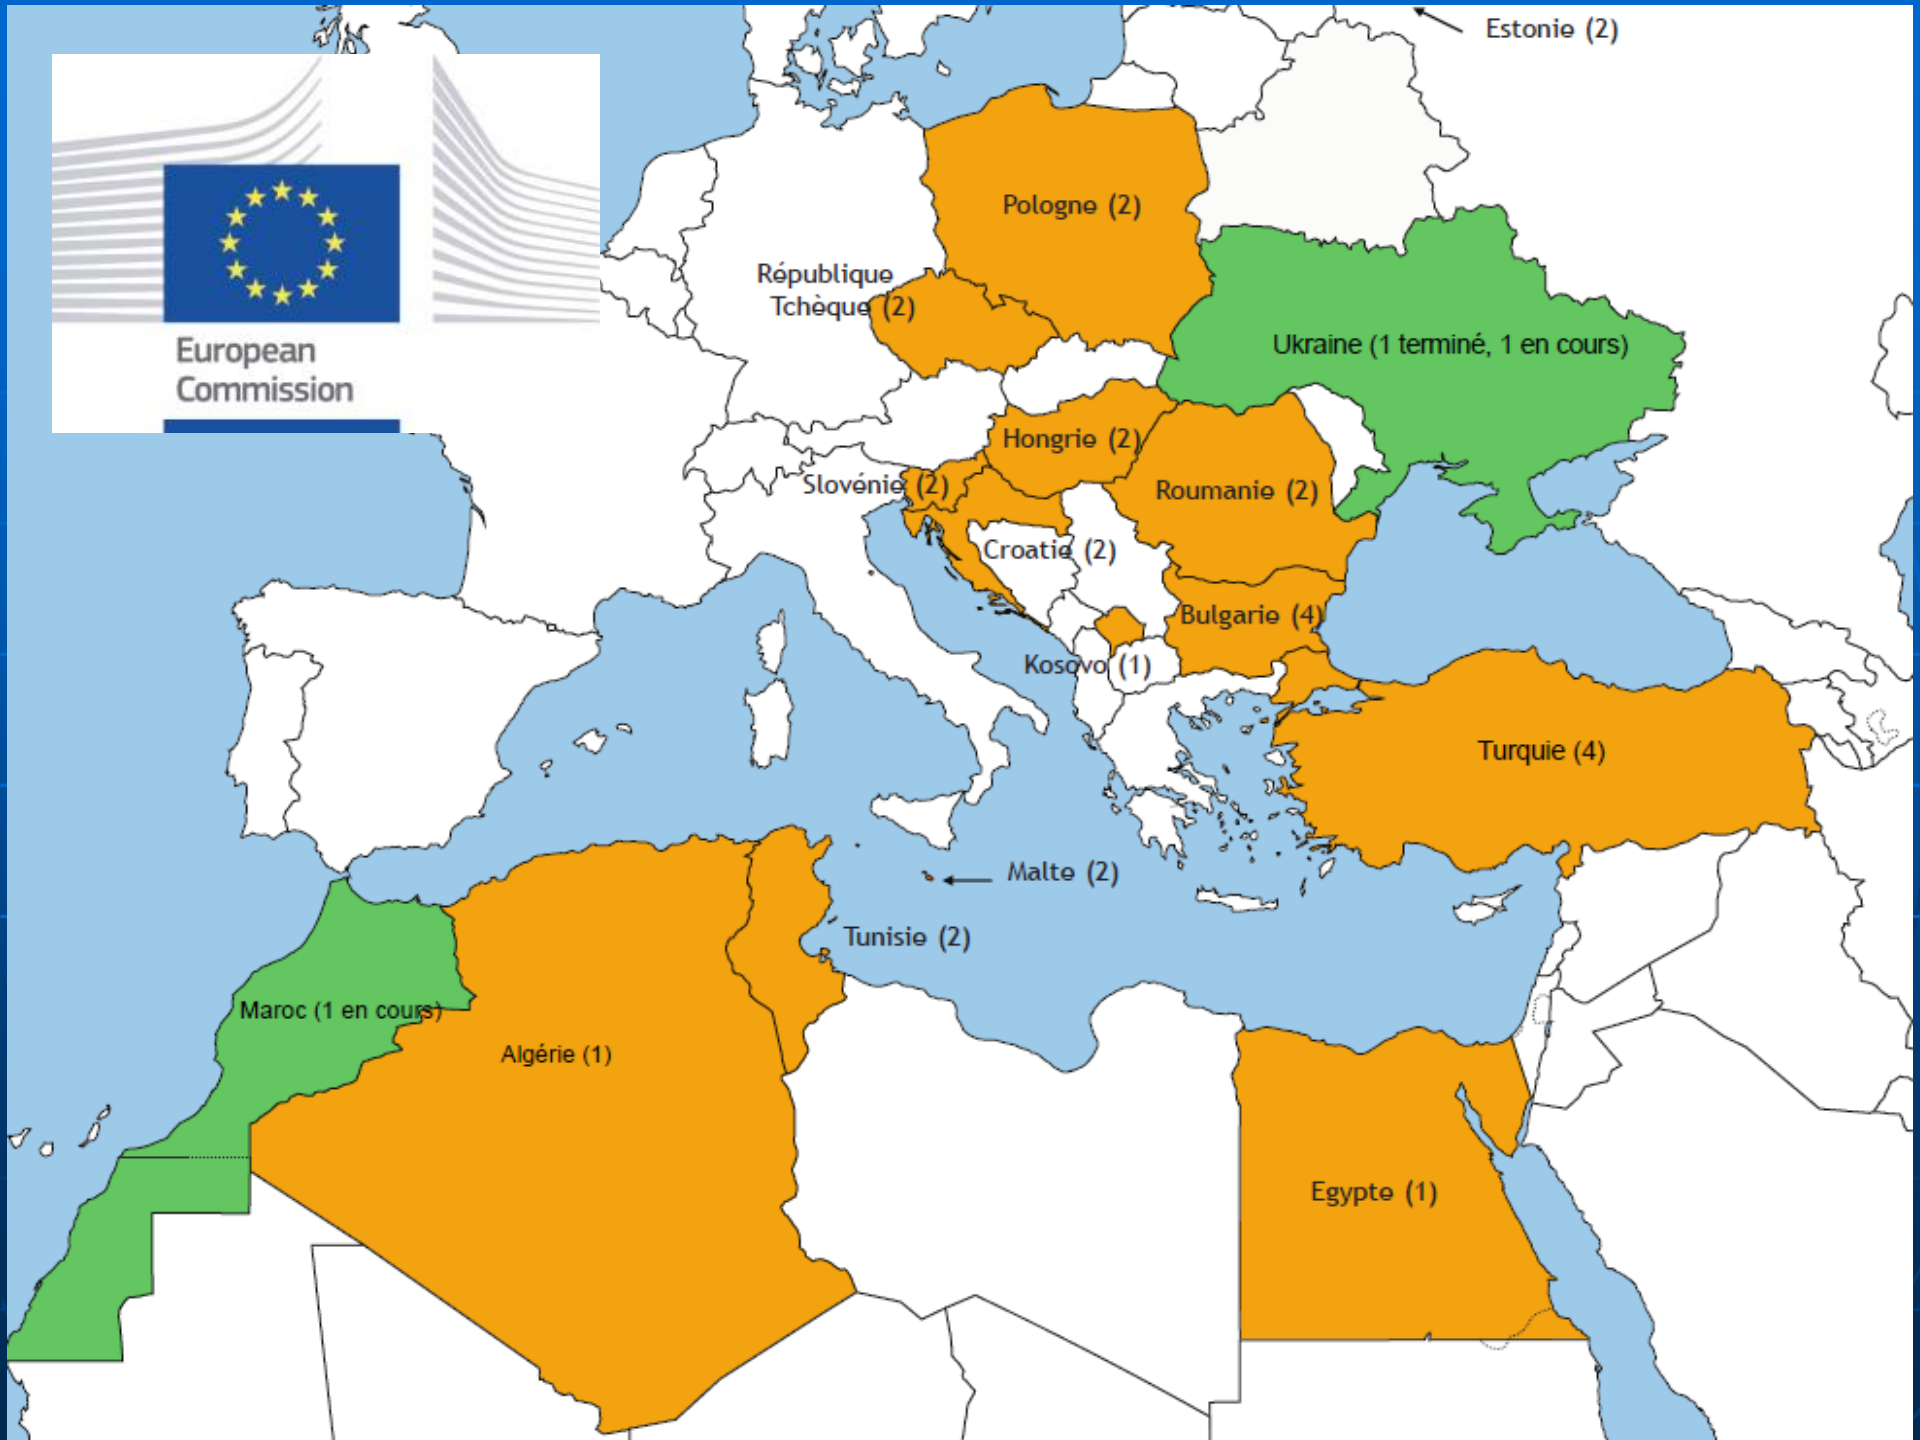 Estonie (2)
Pologne (2)
République
Tchèque (2)
Ukraine (1 terminé, 1 en cours)
European
Commission
Hongrie (2)
Slovénie (2)
Roumanie (2)
Croatie (2)
Bulgarie (4)
Kosovo (1)
Turquie (4)
Malte (2)
Tunisie (2)
Maroc (1 en cours)
Algérie (1)
Egypte (1)